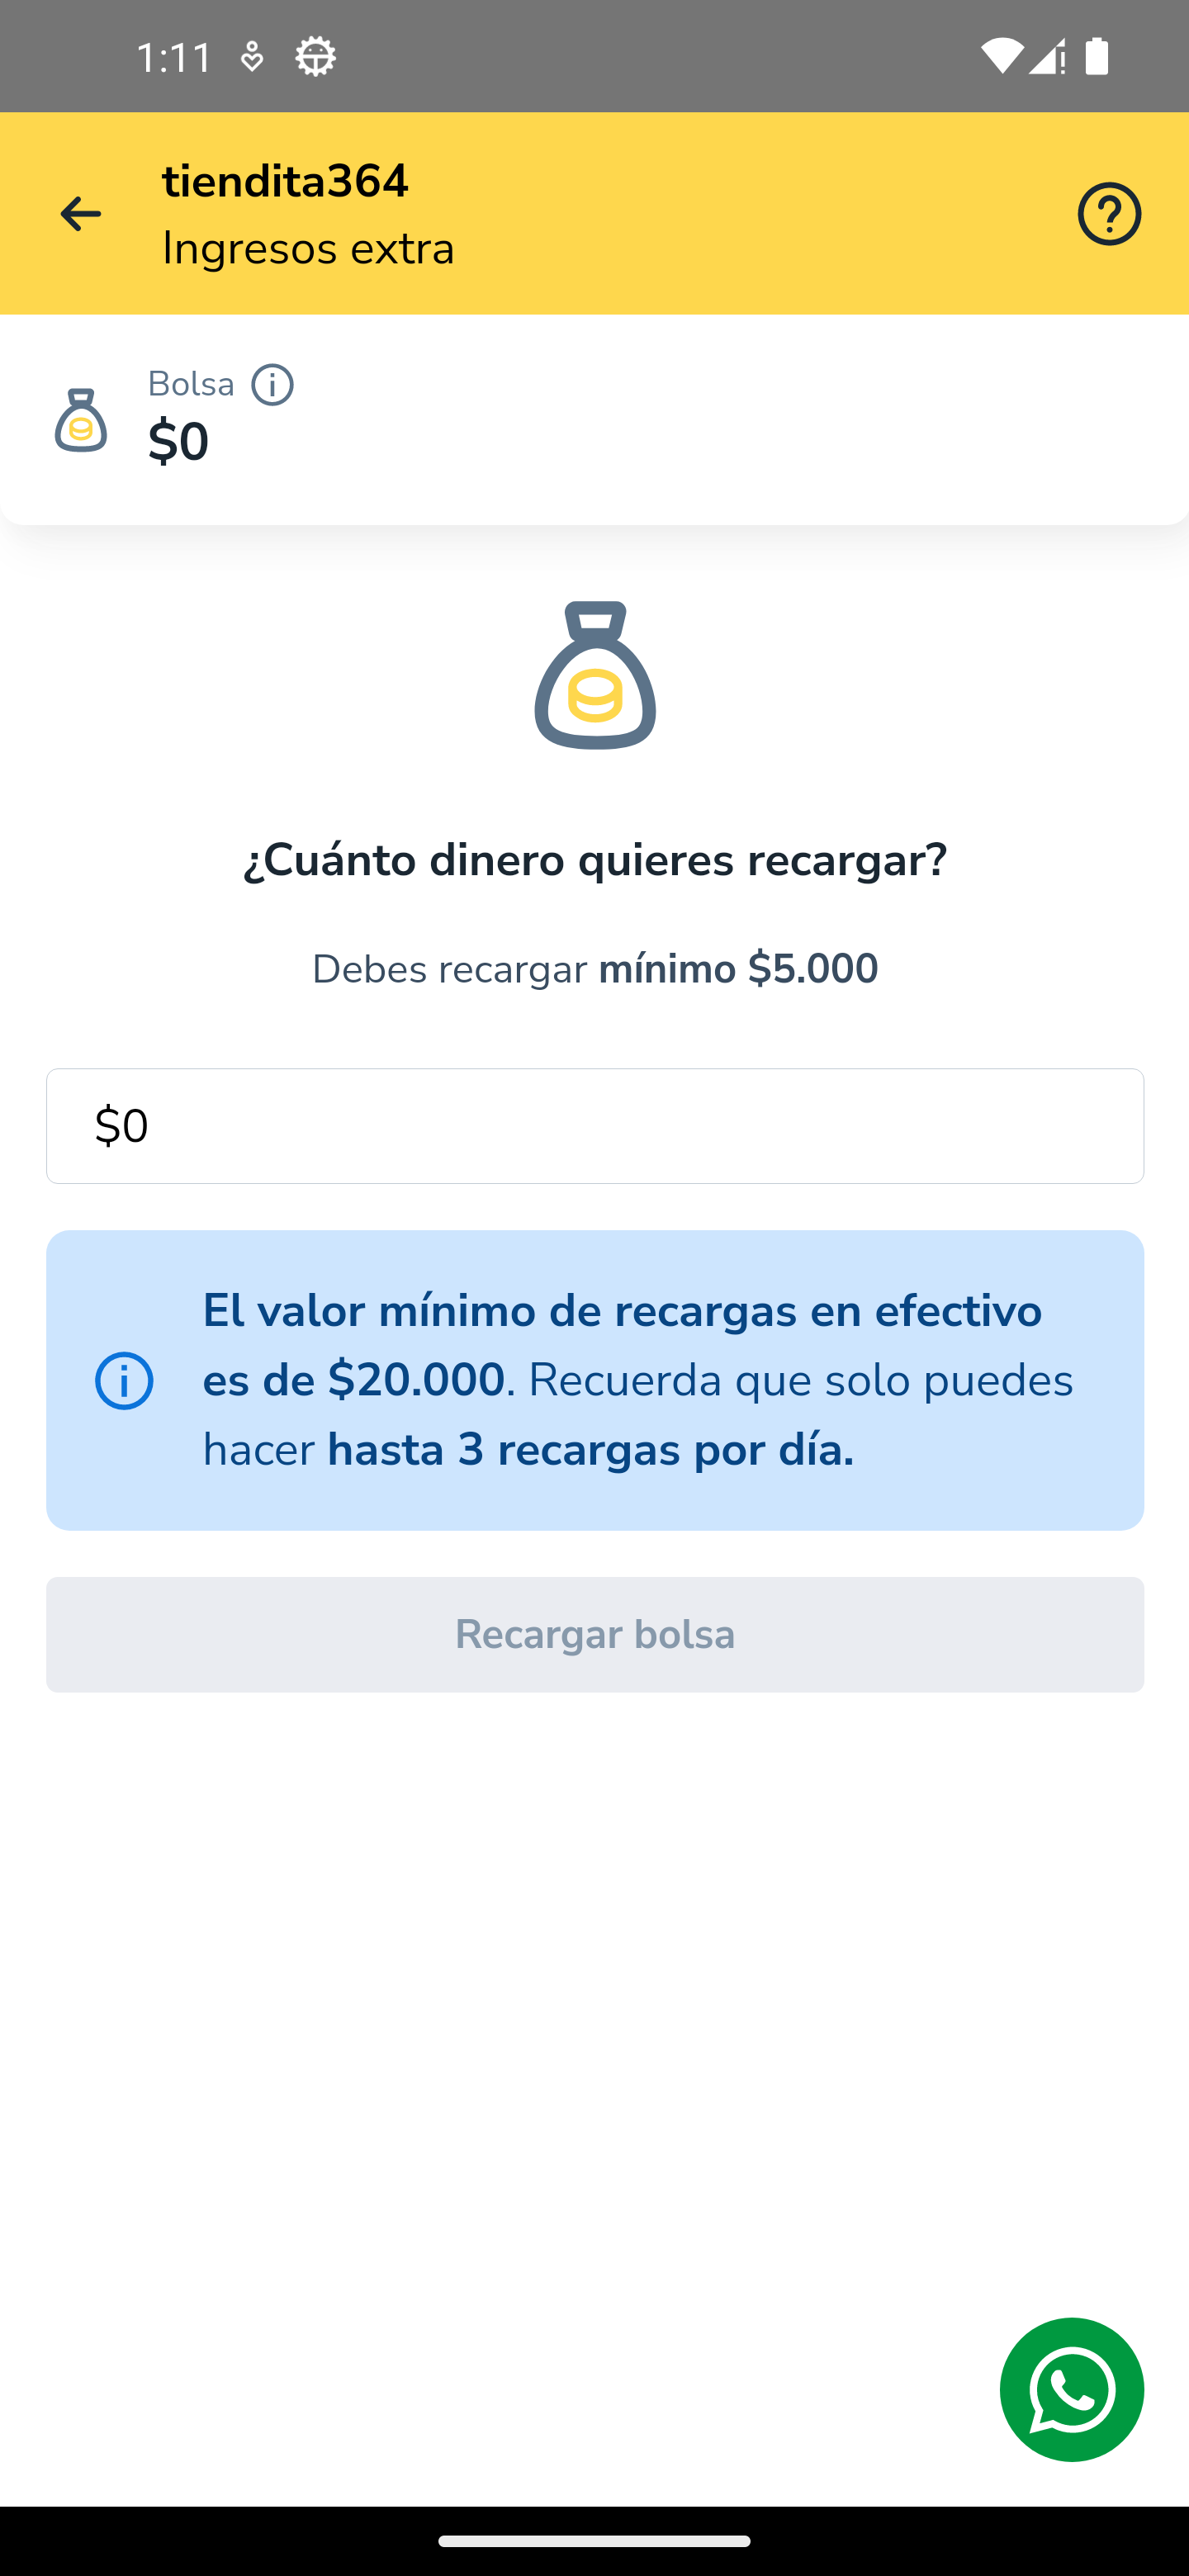 1:11
tiendita364
Ingresos extra
Bolsa
$0
¿Cuánto dinero quieres recargar?
Debes recargar mínimo $5.000
$0
El valor mínimo de recargas en efectivo
es de $20.000. Recuerda que solo puedes
hacer hasta 3 recargas por día.
Recargar bolsa